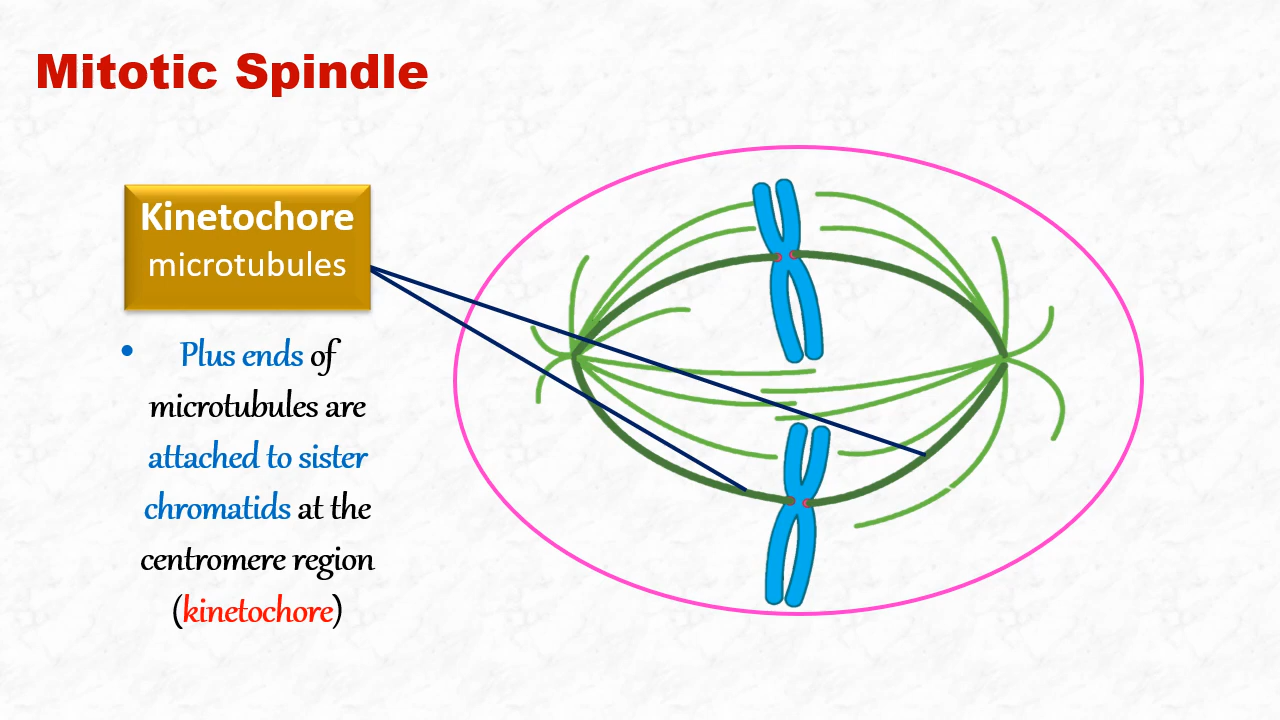 Mitotic Spindle
Kinetochore
microtubules
• Plus ends of
microtubules are
attached to sister
chromatids at the
centromere region
(kinetochore)